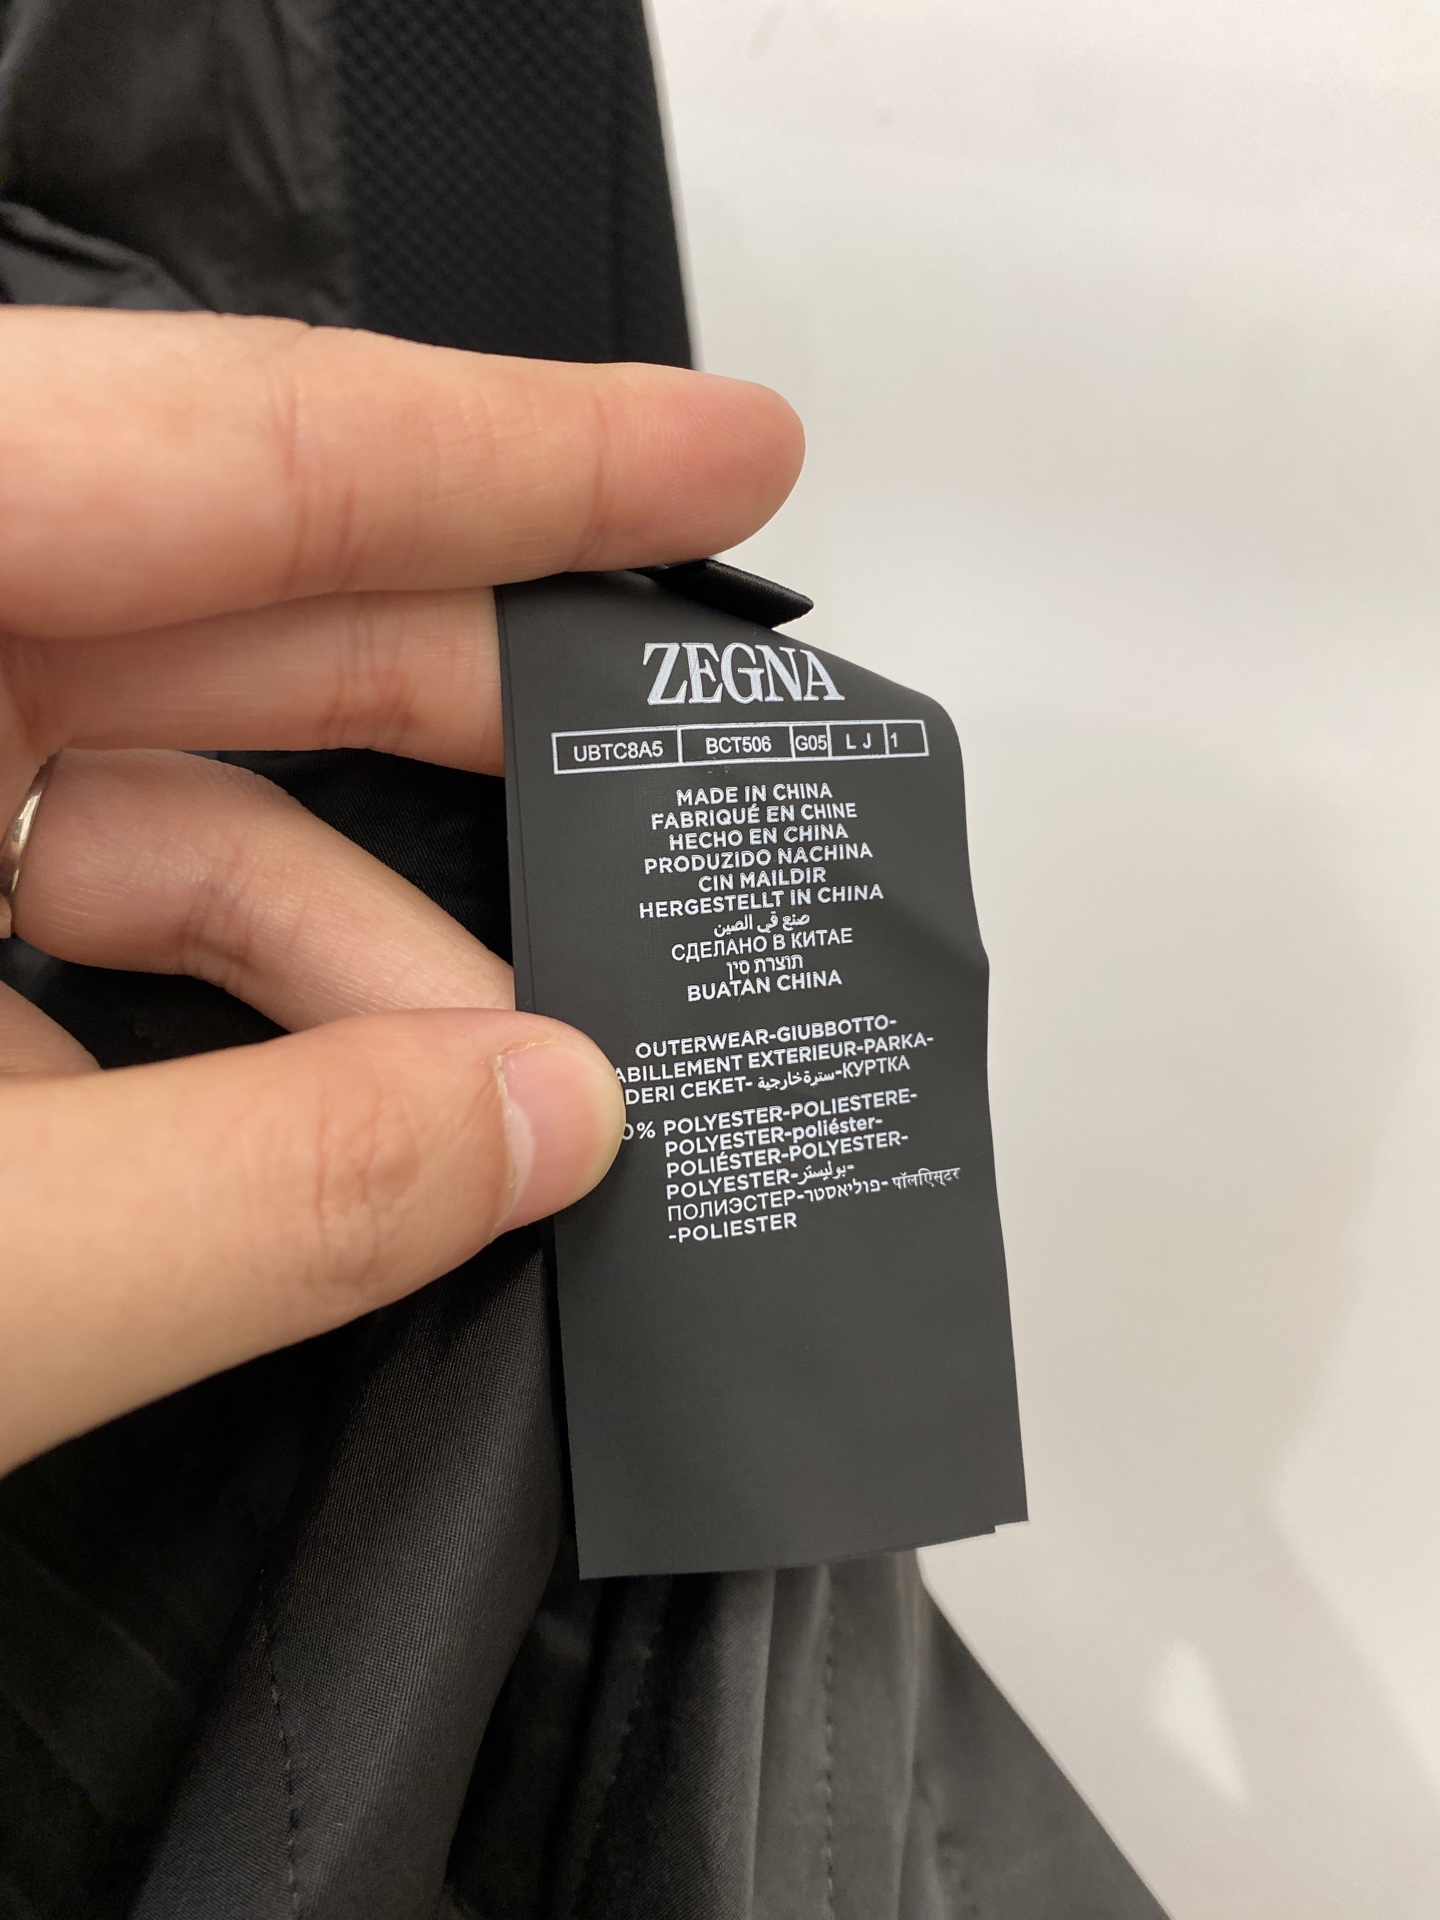 ZEGNA
UBTC8A5 BCT506 G05 L J 1
MADE IN CHINA
FABRIQUÉ EN CHINE
HECHO EN CHINA
PRODUZIDO NACHINA
CIN MAILDIR
HERGESTELLT IN CHINA
صنع في الصين
СДЕЛАНО В КИТАЕ
תוצרת סין
BUATAN CHINA
OUTERWEAR-GIUBBOTTO-
ABILLEMENT EXTERIEUR-PARKA-
DERI CEKET-سترة خارجية-КУРТКА
0% POLYESTER-POLIESTERE-
POLYESTER-poliéster-
POLIÉSTER-POLYESTER-
POLYESTER-بوليستر-
ПОЛИЭСТЕР-פוליאסטר-पॉलिएस्टर
-POLIESTER